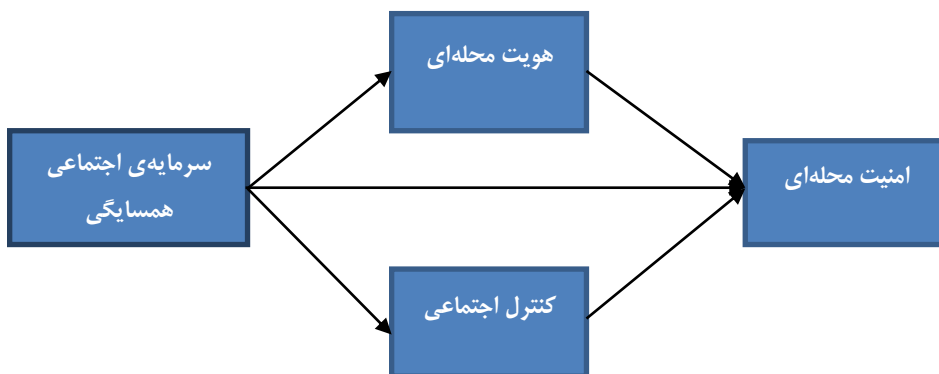 هویت محله‌ای
سرمایه‌ی اجتماعی
همسایگی
امنیت محله‌ای
کنترل اجتماعی